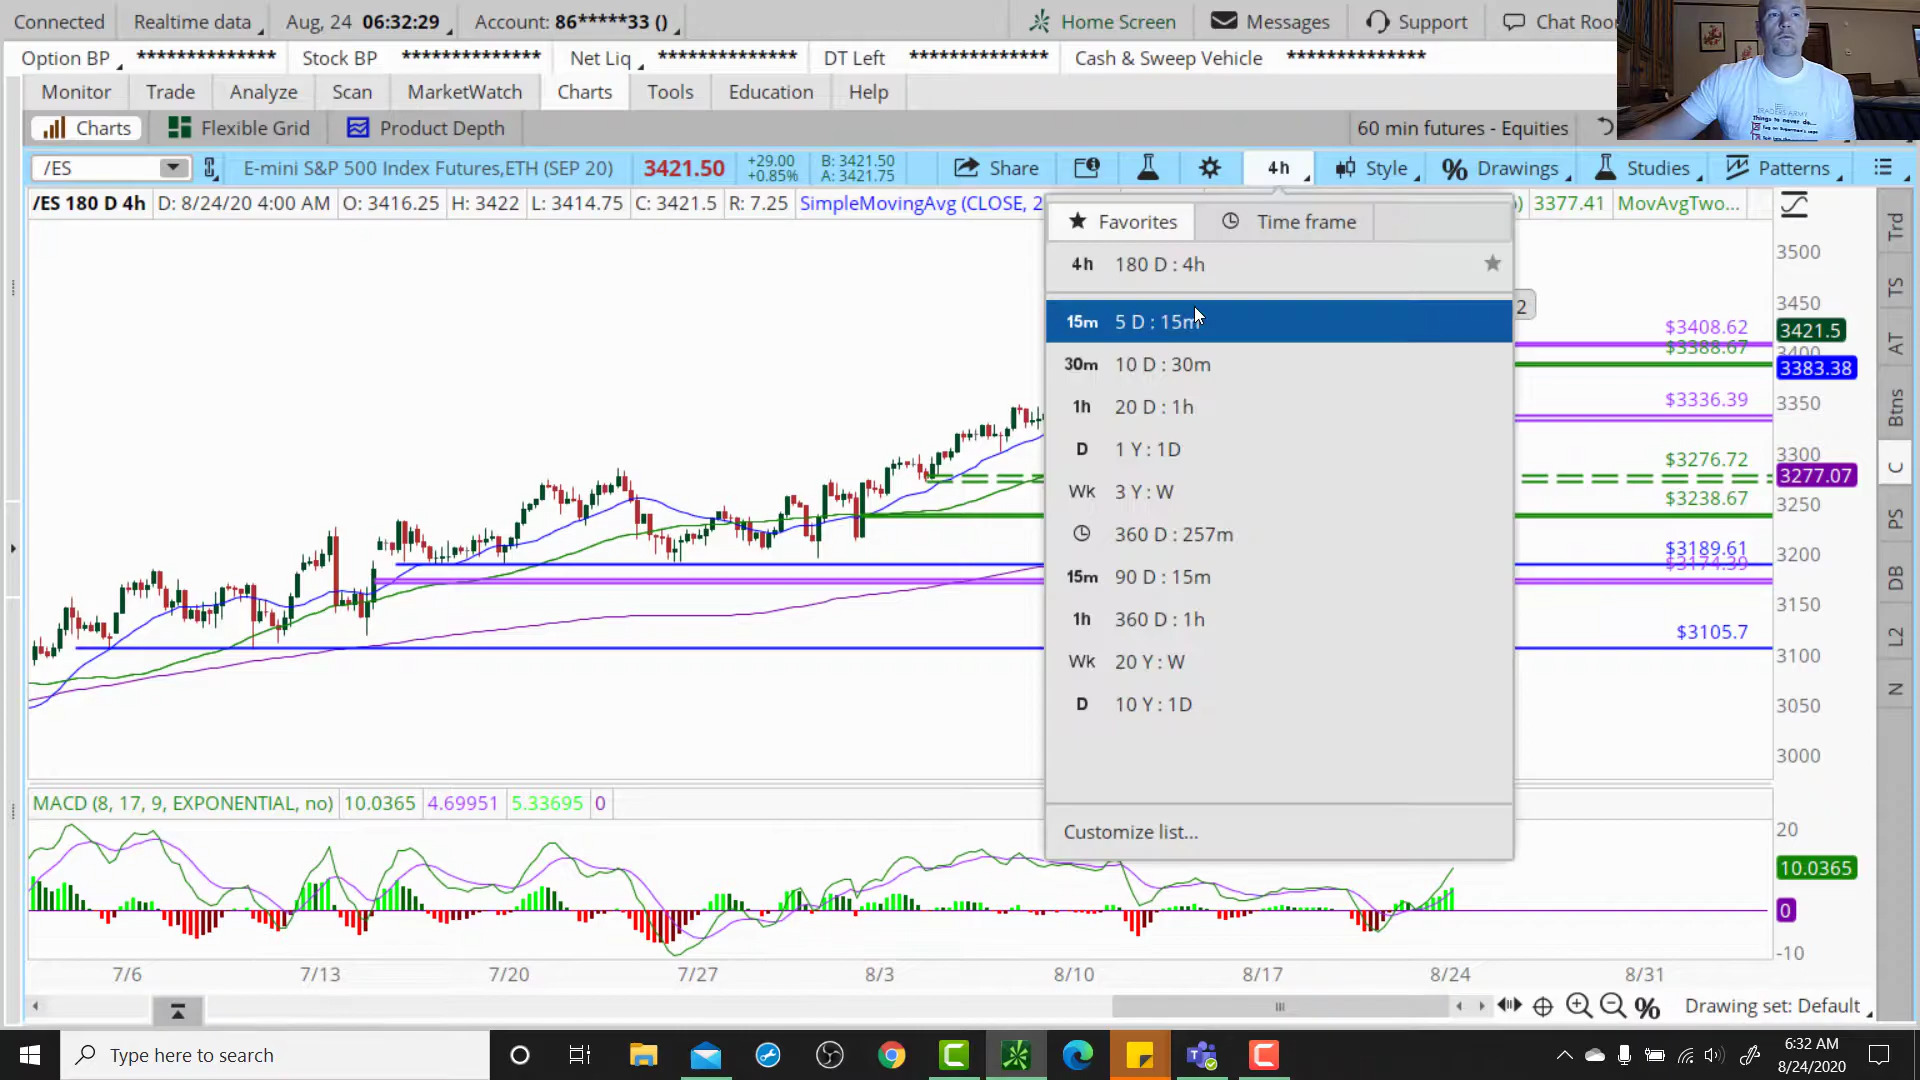 Connected Realtime data Aug, 24 06:32:29 Account: 86*****33 () Home Screen Messages Support Chat Roo
Option BP ************** Stock BP ************** Net Liq ************** DT Left ************** Cash & Sweep Vehicle **************
Monitor Trade Analyze Scan MarketWatch Charts Tools Education Help
Charts Flexible Grid Product Depth 60 min futures - Equities
TRADERS ARMY
Things to never do...
/ES E-mini S&P 500 Index Futures,ETH (SEP 20) 3421.50 +29.00 B: 3421.50 Share 4h Style Drawings Studies Patterns
+0.85% A: 3421.75
/ES 180 D 4h D: 8/24/20 4:00 AM O: 3416.25 H: 3422 L: 3414.75 C: 3421.5 R: 7.25 SimpleMovingAvg (CLOSE, 2 ) 3377.41 MovAvgTwo...
Favorites Time frame
4h 180 D : 4h
15m 5 D : 15m
30m 10 D : 30m
1h 20 D : 1h
D 1 Y : 1D
Wk 3 Y : W
360 D : 257m
15m 90 D : 15m
1h 360 D : 1h
Wk 20 Y : W
D 10 Y : 1D
Customize list...
2
$3408.62
$3388.67
$3336.39
$3276.72
$3238.67
$3189.61
$3174.39
$3105.7
3500
3450
3421.5
3400
3383.38
3350
3300
3277.07
3250
3200
3150
3100
3050
3000
Trd
TS
AT
Btns
C
PS
DB
L2
N
MACD (8, 17, 9, EXPONENTIAL, no) 10.0365 4.69951 5.33695 0
20
10.0365
0
-10
7/6 7/13 7/20 7/27 8/3 8/10 8/17 8/24 8/31
% Drawing set: Default
Type here to search
6:32 AM
8/24/2020